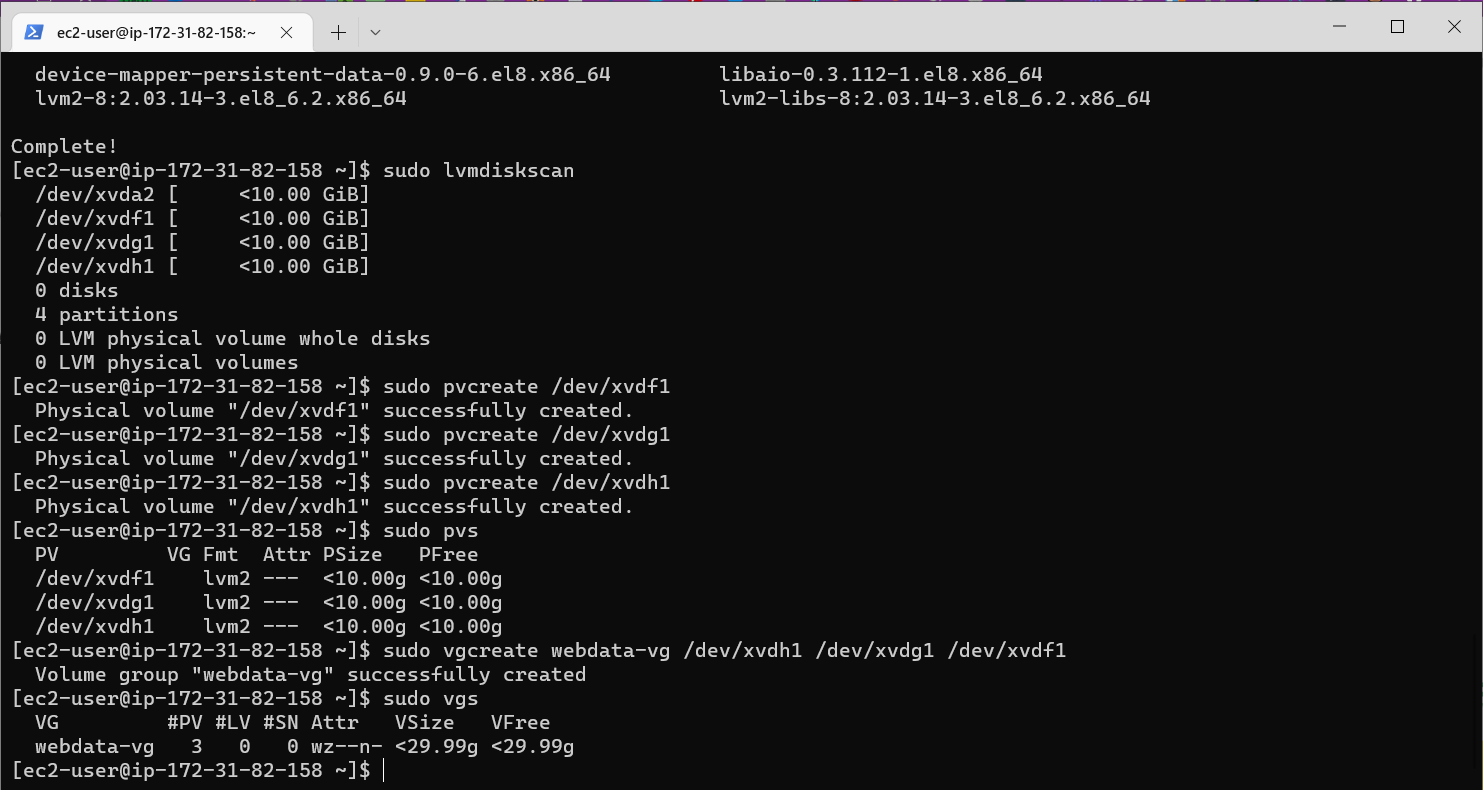 ec2-user@ip-172-31-82-158:~
  device-mapper-persistent-data-0.9.0-6.el8.x86_64         libaio-0.3.112-1.el8.x86_64
  lvm2-8:2.03.14-3.el8_6.2.x86_64                          lvm2-libs-8:2.03.14-3.el8_6.2.x86_64
Complete!
[ec2-user@ip-172-31-82-158 ~]$ sudo lvmdiskscan
  /dev/xvda2 [     <10.00 GiB]
  /dev/xvdf1 [     <10.00 GiB]
  /dev/xvdg1 [     <10.00 GiB]
  /dev/xvdh1 [     <10.00 GiB]
  0 disks
  4 partitions
  0 LVM physical volume whole disks
  0 LVM physical volumes
[ec2-user@ip-172-31-82-158 ~]$ sudo pvcreate /dev/xvdf1
  Physical volume "/dev/xvdf1" successfully created.
[ec2-user@ip-172-31-82-158 ~]$ sudo pvcreate /dev/xvdg1
  Physical volume "/dev/xvdg1" successfully created.
[ec2-user@ip-172-31-82-158 ~]$ sudo pvcreate /dev/xvdh1
  Physical volume "/dev/xvdh1" successfully created.
[ec2-user@ip-172-31-82-158 ~]$ sudo pvs
  PV         VG Fmt  Attr PSize   PFree
  /dev/xvdf1    lvm2 ---  <10.00g <10.00g
  /dev/xvdg1    lvm2 ---  <10.00g <10.00g
  /dev/xvdh1    lvm2 ---  <10.00g <10.00g
[ec2-user@ip-172-31-82-158 ~]$ sudo vgcreate webdata-vg /dev/xvdh1 /dev/xvdg1 /dev/xvdf1
  Volume group "webdata-vg" successfully created
[ec2-user@ip-172-31-82-158 ~]$ sudo vgs
  VG         #PV #LV #SN Attr   VSize   VFree
  webdata-vg   3   0   0 wz--n- <29.99g <29.99g
[ec2-user@ip-172-31-82-158 ~]$